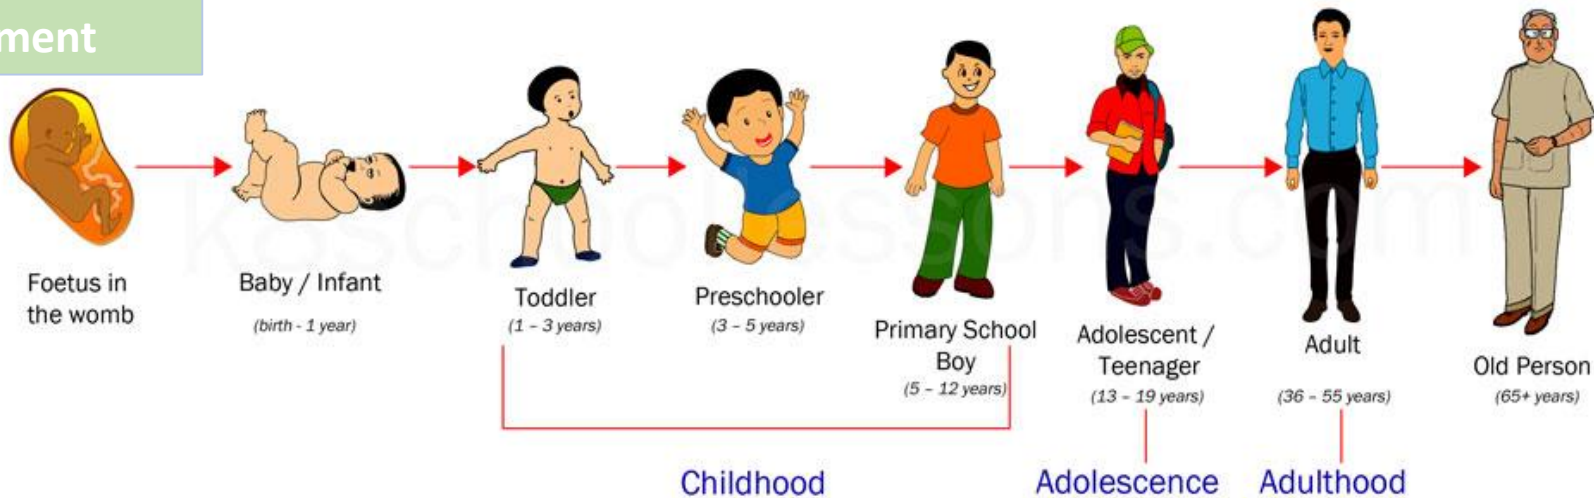 ment
Foetus in
the womb
Baby / Infant
(birth - 1 year)
Toddler
(1 – 3 years)
Preschooler
(3 – 5 years)
Primary School
Boy
(5 – 12 years)
Adolescent /
Teenager
(13 – 19 years)
Adult
(36 – 55 years)
Old Person
(65+ years)
Childhood
Adolescence
Adulthood